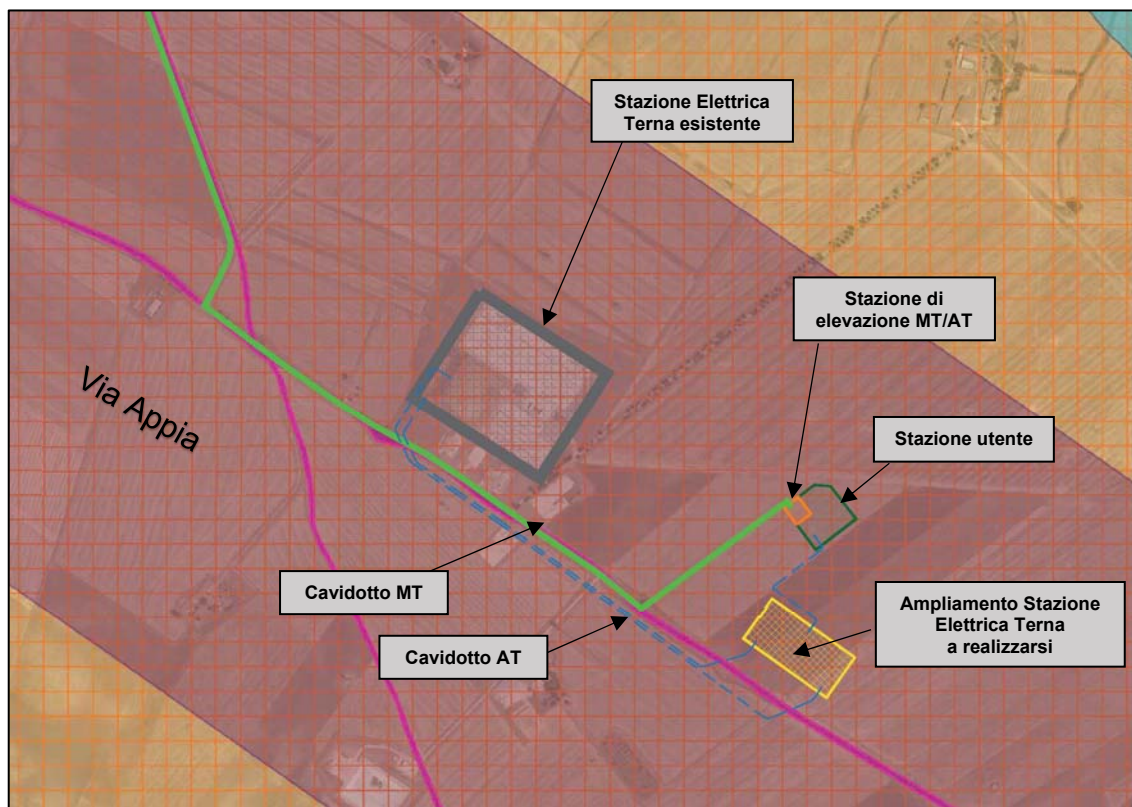 Stazione Elettrica
Terna esistente
Stazione di
elevazione MT/AT
Via Appia
Stazione utente
Cavidotto MT
Ampliamento Stazione
Elettrica Terna
a realizzarsi
Cavidotto AT